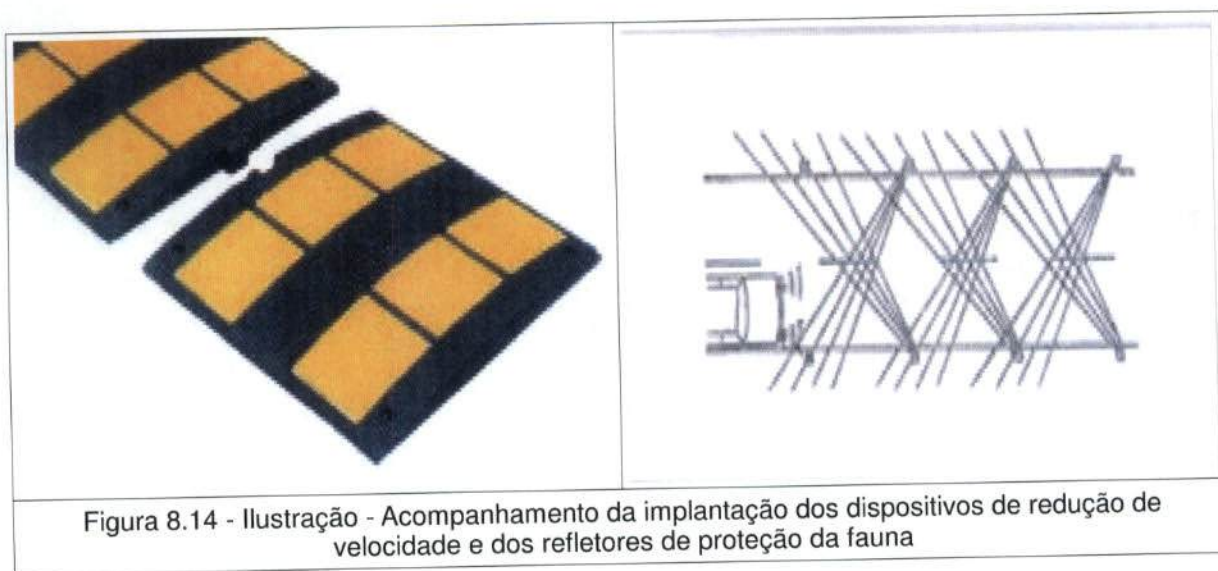 Figura 8.14 - Ilustração - Acompanhamento da implantação dos dispositivos de redução de
velocidade e dos refletores de proteção da fauna